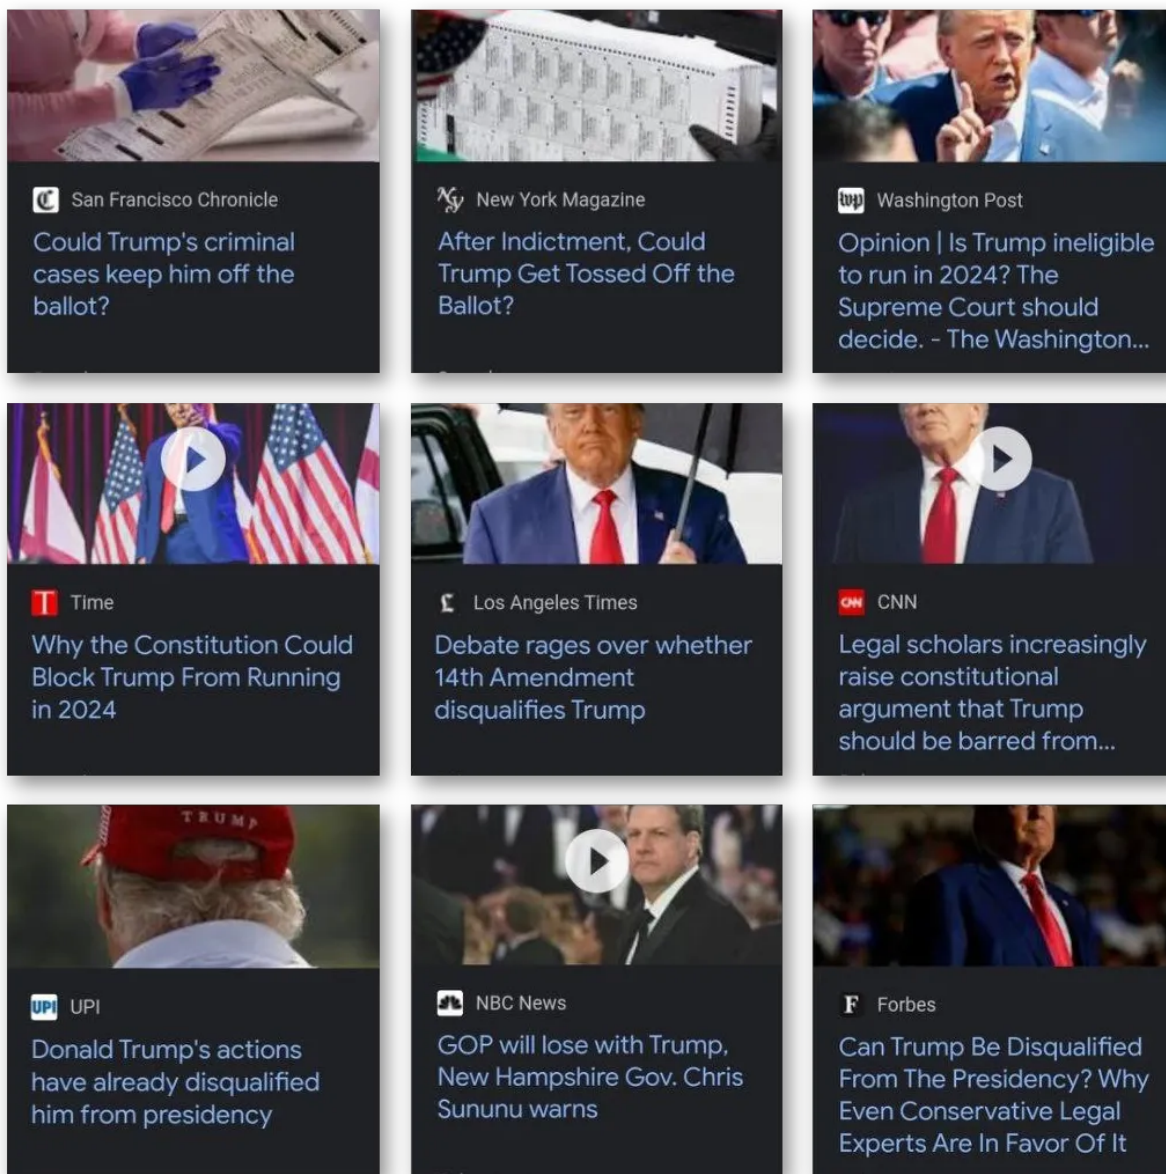 San Francisco Chronicle
Could Trump's criminal
cases keep him off the
ballot?
New York Magazine
After Indictment, Could
Trump Get Tossed Off the
Ballot?
wp Washington Post
Opinion | Is Trump ineligible
to run in 2024? The
Supreme Court should
decide. - The Washington...
T Time
Why the Constitution Could
Block Trump From Running
in 2024
Los Angeles Times
Debate rages over whether
14th Amendment
disqualifies Trump
CNN CNN
Legal scholars increasingly
raise constitutional
argument that Trump
should be barred from...
TRUMP
UPI UPI
Donald Trump's actions
have already disqualified
him from presidency
NBC News
GOP will lose with Trump,
New Hampshire Gov. Chris
Sununu warns
F Forbes
Can Trump Be Disqualified
From The Presidency? Why
Even Conservative Legal
Experts Are In Favor Of It